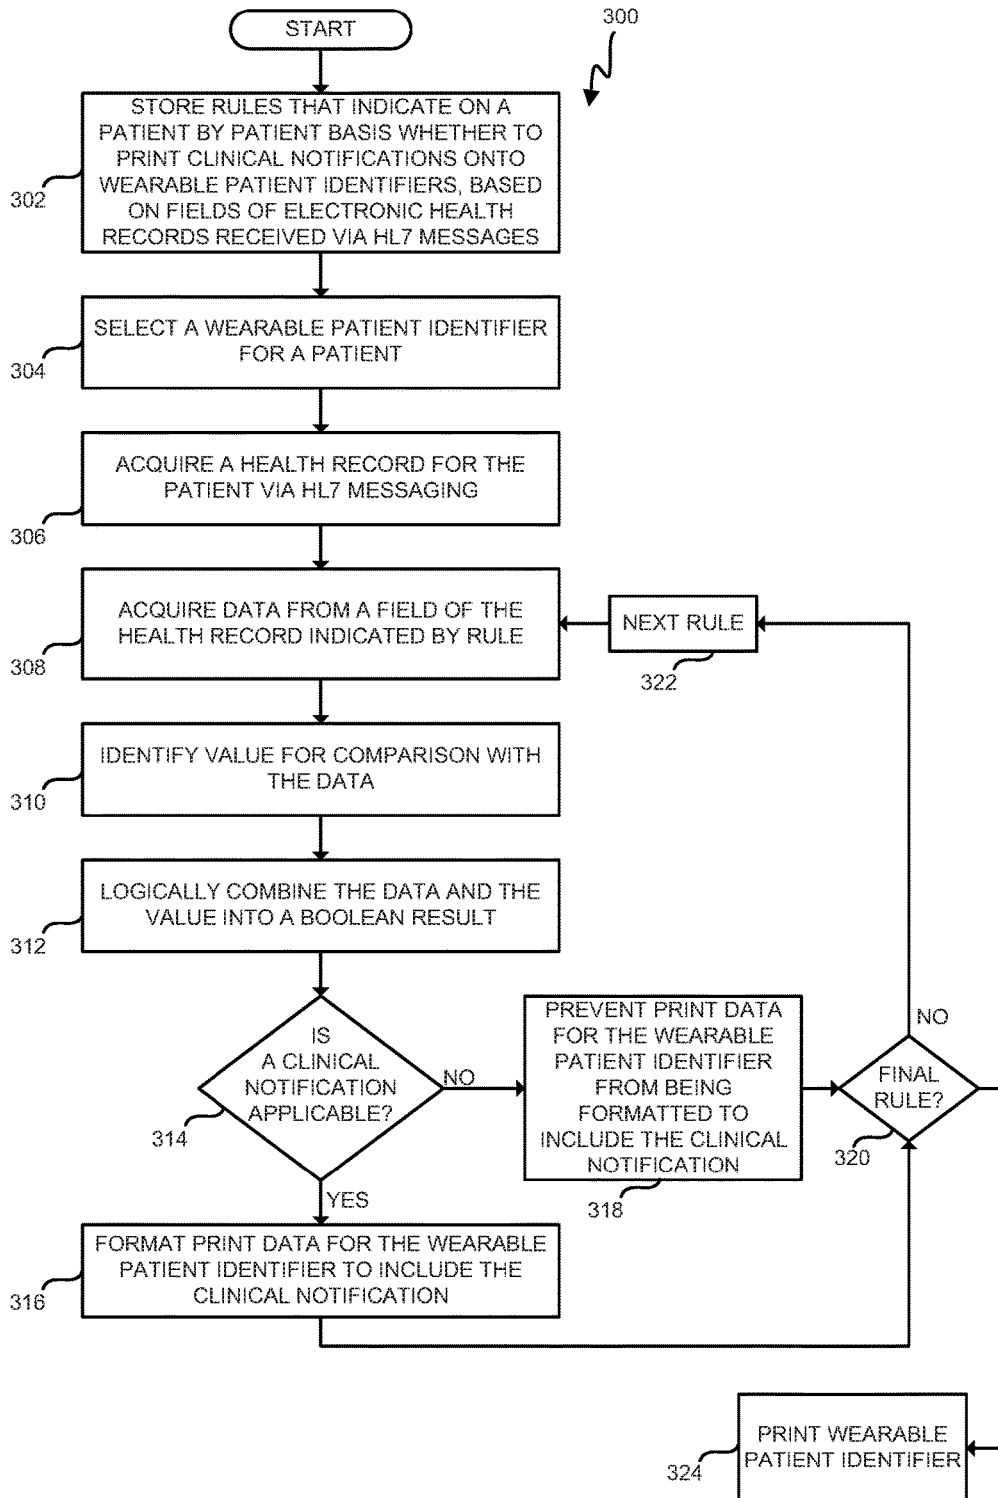 START
300
STORE RULES THAT INDICATE ON A
PATIENT BY PATIENT BASIS WHETHER TO
PRINT CLINICAL NOTIFICATIONS ONTO
WEARABLE PATIENT IDENTIFIERS, BASED
ON FIELDS OF ELECTRONIC HEALTH
RECORDS RECEIVED VIA HL7 MESSAGES
302
SELECT A WEARABLE PATIENT IDENTIFIER
FOR A PATIENT
304
ACQUIRE A HEALTH RECORD FOR THE
PATIENT VIA HL7 MESSAGING
306
ACQUIRE DATA FROM A FIELD OF THE
HEALTH RECORD INDICATED BY RULE
308
NEXT RULE
322
IDENTIFY VALUE FOR COMPARISON WITH
THE DATA
310
LOGICALLY COMBINE THE DATA AND THE
VALUE INTO A BOOLEAN RESULT
312
IS
A CLINICAL
NOTIFICATION
APPLICABLE?
314
NO
YES
PREVENT PRINT DATA
FOR THE WEARABLE
PATIENT IDENTIFIER
FROM BEING
FORMATTED TO
INCLUDE THE CLINICAL
NOTIFICATION
318
NO
FINAL
RULE?
320
FORMAT PRINT DATA FOR THE WEARABLE
PATIENT IDENTIFIER TO INCLUDE THE
CLINICAL NOTIFICATION
316
PRINT WEARABLE
PATIENT IDENTIFIER
324